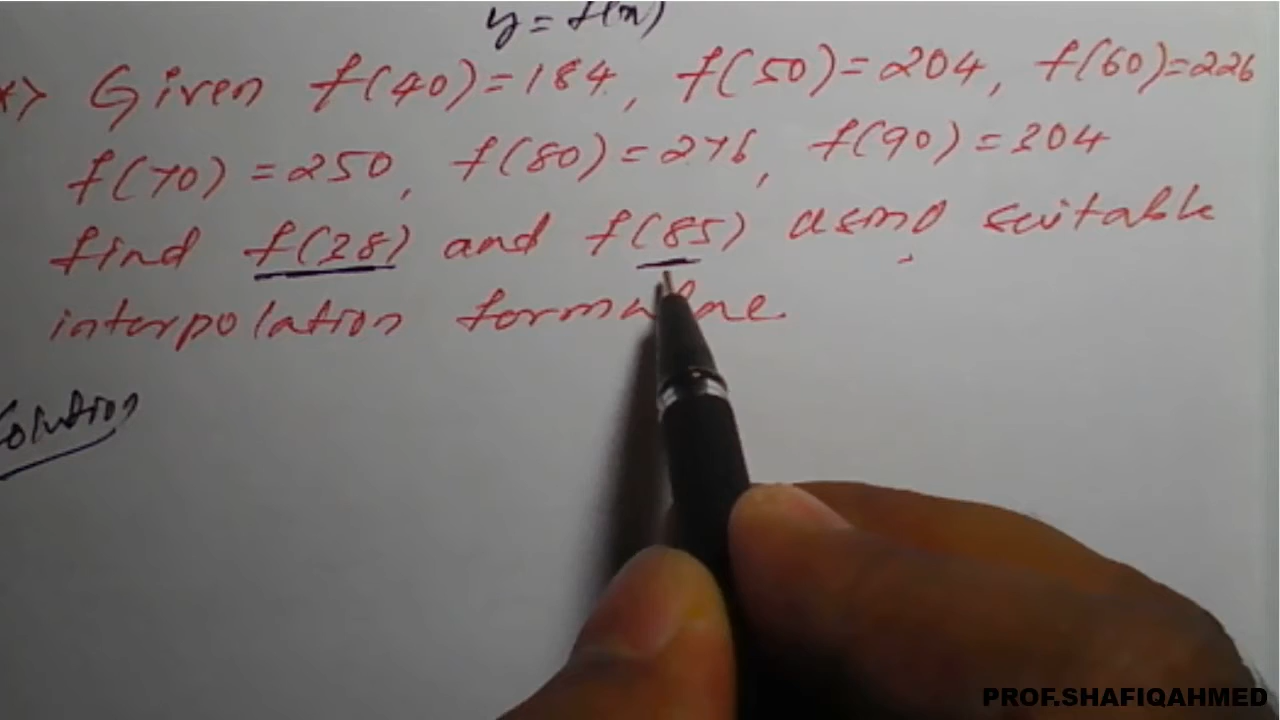 y = f(x)
*> Given f(40)=184, f(50)=204, f(60)=226
f(70) = 250, f(80) = 276, f(90) = 304
find f(38) and f(85) using suitable
interpolation formulae.
Solution
PROF.SHAFIQAHMED